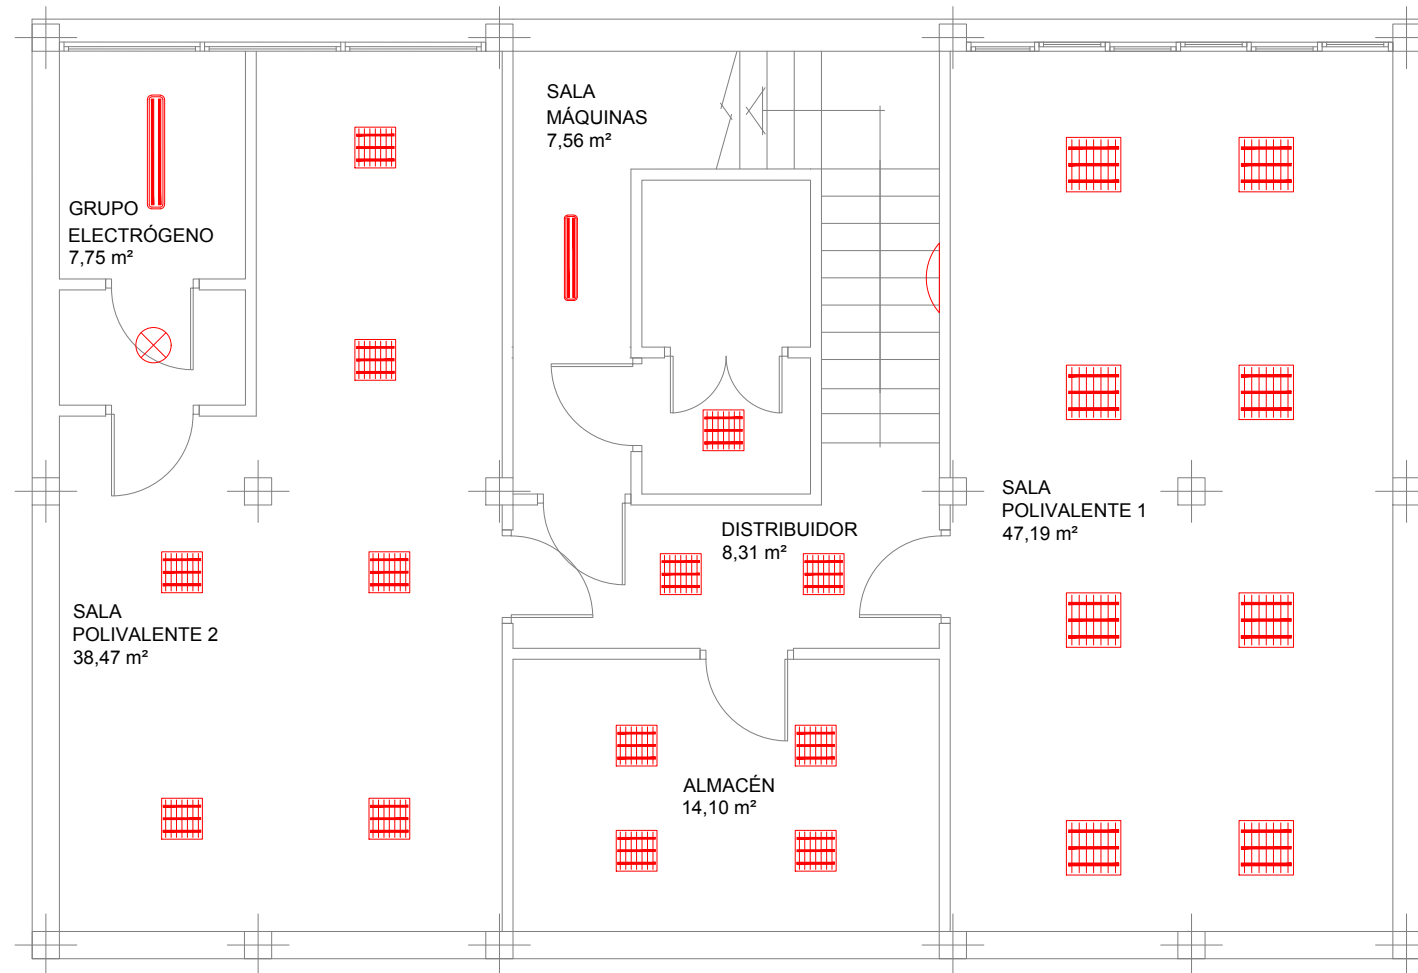 SALA
MÁQUINAS
7,56 m²
GRUPO
ELECTRÓGENO
7,75 m²
SALA
POLIVALENTE 1
47,19 m²
DISTRIBUIDOR
8,31 m²
SALA
POLIVALENTE 2
38,47 m²
ALMACÉN
14,10 m²